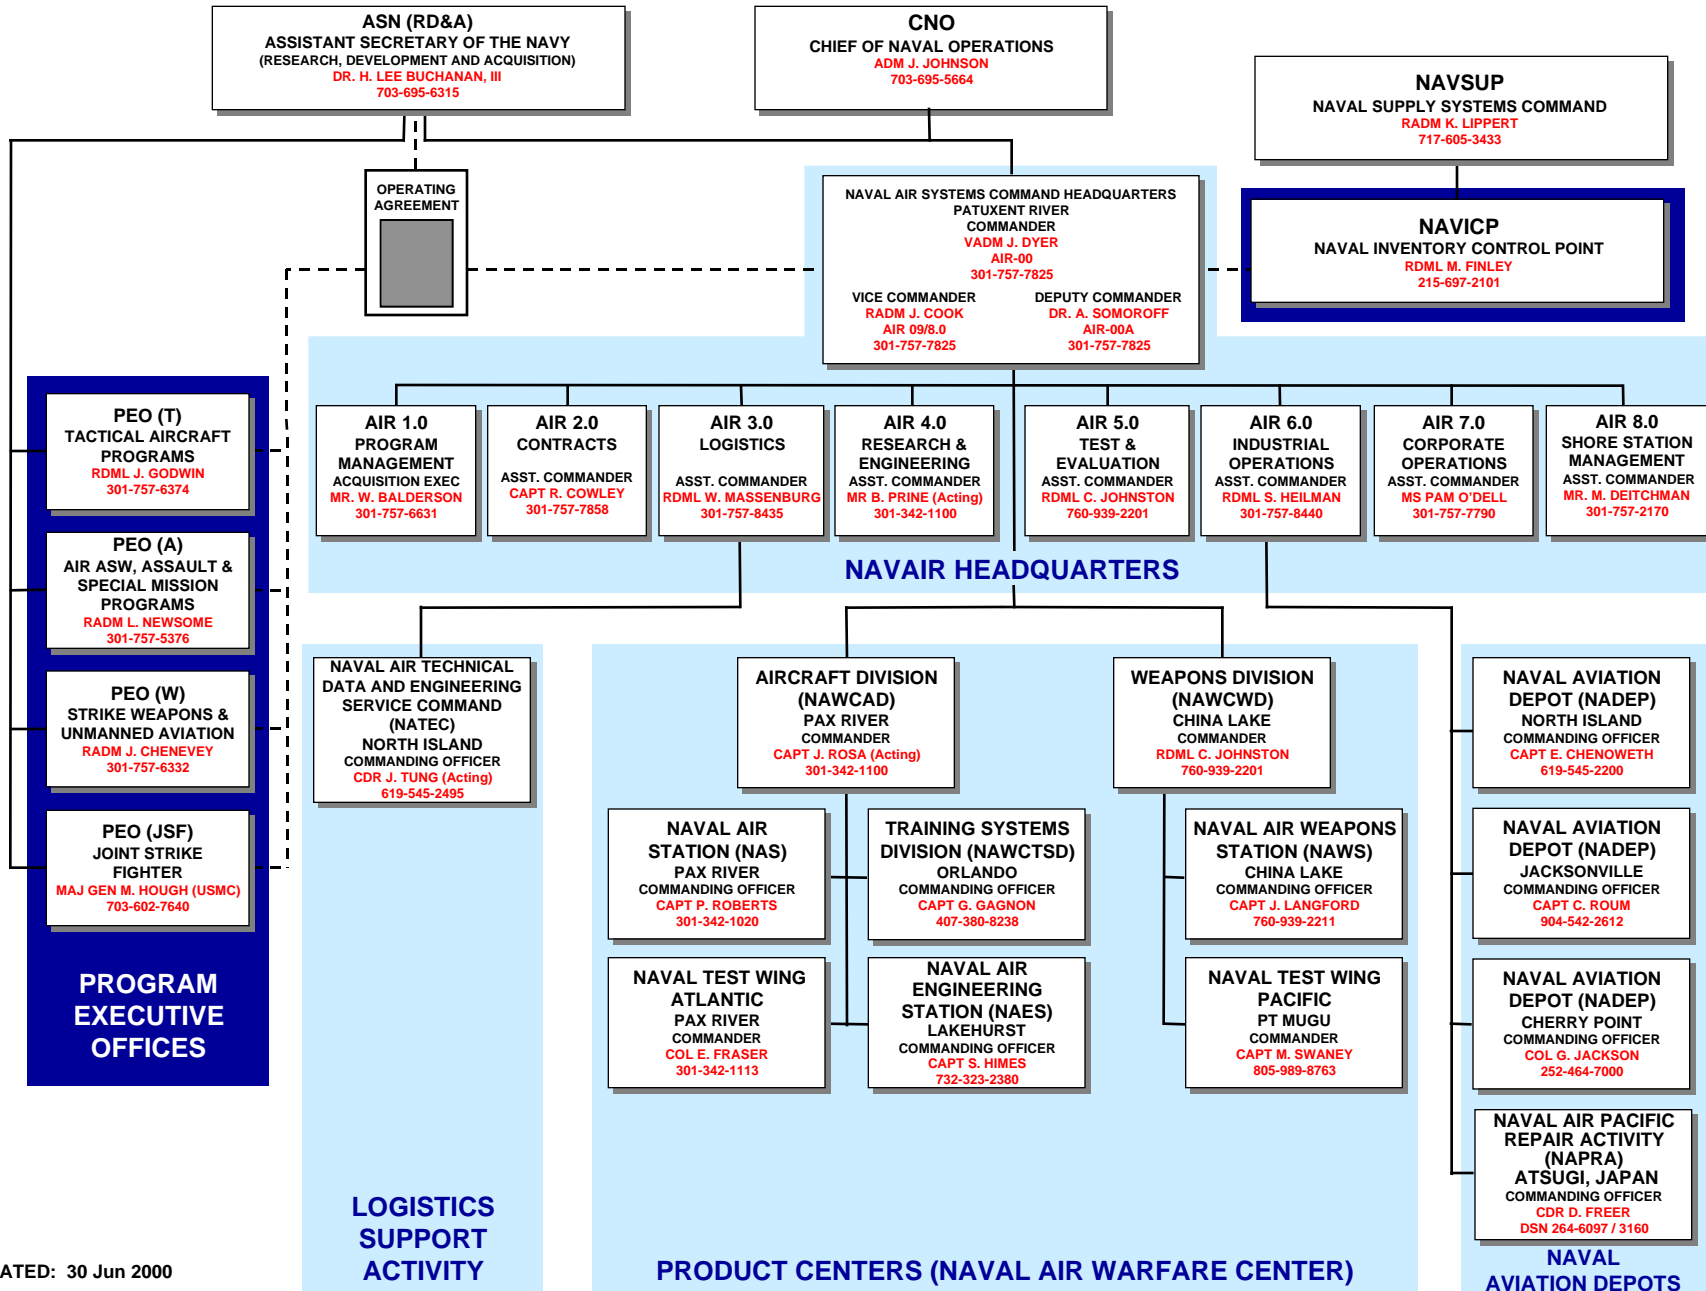 ASN (RD&A)
ASSISTANT SECRETARY OF THE NAVY
(RESEARCH, DEVELOPMENT AND ACQUISITION)
DR. H. LEE BUCHANAN, III
703-695-6315
CNO
CHIEF OF NAVAL OPERATIONS
ADM J. JOHNSON
703-695-5664
NAVSUP
NAVAL SUPPLY SYSTEMS COMMAND
RADM K. LIPPERT
717-605-3433
OPERATING
AGREEMENT
NAVAL AIR SYSTEMS COMMAND HEADQUARTERS
PATUXENT RIVER
COMMANDER
VADM J. DYER
AIR-00
301-757-7825
VICE COMMANDER
RADM J. COOK
AIR 09/8.0
301-757-7825
DEPUTY COMMANDER
DR. A. SOMOROFF
AIR-00A
301-757-7825
NAVICP
NAVAL INVENTORY CONTROL POINT
RDML M. FINLEY
215-697-2101
PEO (T)
TACTICAL AIRCRAFT
PROGRAMS
RDML J. GODWIN
301-757-6374
PEO (A)
AIR ASW, ASSAULT &
SPECIAL MISSION
PROGRAMS
RADM L. NEWSOME
301-757-5376
PEO (W)
STRIKE WEAPONS &
UNMANNED AVIATION
RADM J. CHENEVEY
301-757-6332
PEO (JSF)
JOINT STRIKE
FIGHTER
MAJ GEN M. HOUGH (USMC)
703-602-7640
PROGRAM
EXECUTIVE
OFFICES
AIR 1.0
PROGRAM
MANAGEMENT
ACQUISITION EXEC
MR. W. BALDERSON
301-757-6631
AIR 2.0
CONTRACTS
ASST. COMMANDER
CAPT R. COWLEY
301-757-7858
AIR 3.0
LOGISTICS
ASST. COMMANDER
RDML W. MASSENBURG
301-757-8435
AIR 4.0
RESEARCH &
ENGINEERING
ASST. COMMANDER
MR B. PRINE (Acting)
301-342-1100
AIR 5.0
TEST &
EVALUATION
ASST. COMMANDER
RDML C. JOHNSTON
760-939-2201
AIR 6.0
INDUSTRIAL
OPERATIONS
ASST. COMMANDER
RDML S. HEILMAN
301-757-8440
AIR 7.0
CORPORATE
OPERATIONS
ASST. COMMANDER
MS PAM O'DELL
301-757-7790
AIR 8.0
SHORE STATION
MANAGEMENT
ASST. COMMANDER
MR. M. DEITCHMAN
301-757-2170
NAVAIR HEADQUARTERS
NAVAL AIR TECHNICAL
DATA AND ENGINEERING
SERVICE COMMAND
(NATEC)
NORTH ISLAND
COMMANDING OFFICER
CDR J. TUNG (Acting)
619-545-2495
LOGISTICS
SUPPORT
ACTIVITY
AIRCRAFT DIVISION
(NAWCAD)
PAX RIVER
COMMANDER
CAPT J. ROSA (Acting)
301-342-1100
WEAPONS DIVISION
(NAWCWD)
CHINA LAKE
COMMANDER
RDML C. JOHNSTON
760-939-2201
NAVAL AIR
STATION (NAS)
PAX RIVER
COMMANDING OFFICER
CAPT P. ROBERTS
301-342-1020
TRAINING SYSTEMS
DIVISION (NAWCTSD)
ORLANDO
COMMANDING OFFICER
CAPT G. GAGNON
407-380-8238
NAVAL AIR WEAPONS
STATION (NAWS)
CHINA LAKE
COMMANDING OFFICER
CAPT J. LANGFORD
760-939-2211
NAVAL TEST WING
ATLANTIC
PAX RIVER
COMMANDER
COL E. FRASER
301-342-1113
NAVAL AIR
ENGINEERING
STATION (NAES)
LAKEHURST
COMMANDING OFFICER
CAPT S. HIMES
732-323-2380
NAVAL TEST WING
PACIFIC
PT MUGU
COMMANDER
CAPT M. SWANEY
805-989-8763
PRODUCT CENTERS (NAVAL AIR WARFARE CENTER)
NAVAL AVIATION
DEPOT (NADEP)
NORTH ISLAND
COMMANDING OFFICER
CAPT E. CHENOWETH
619-545-2200
NAVAL AVIATION
DEPOT (NADEP)
JACKSONVILLE
COMMANDING OFFICER
CAPT C. ROUM
904-542-2612
NAVAL AVIATION
DEPOT (NADEP)
CHERRY POINT
COMMANDING OFFICER
COL G. JACKSON
252-464-7000
NAVAL AIR PACIFIC
REPAIR ACTIVITY
(NAPRA)
ATSUGI, JAPAN
COMMANDING OFFICER
CDR D. FREER
DSN 264-6097 / 3160
NAVAL
AVIATION DEPOTS
ATED: 30 Jun 2000